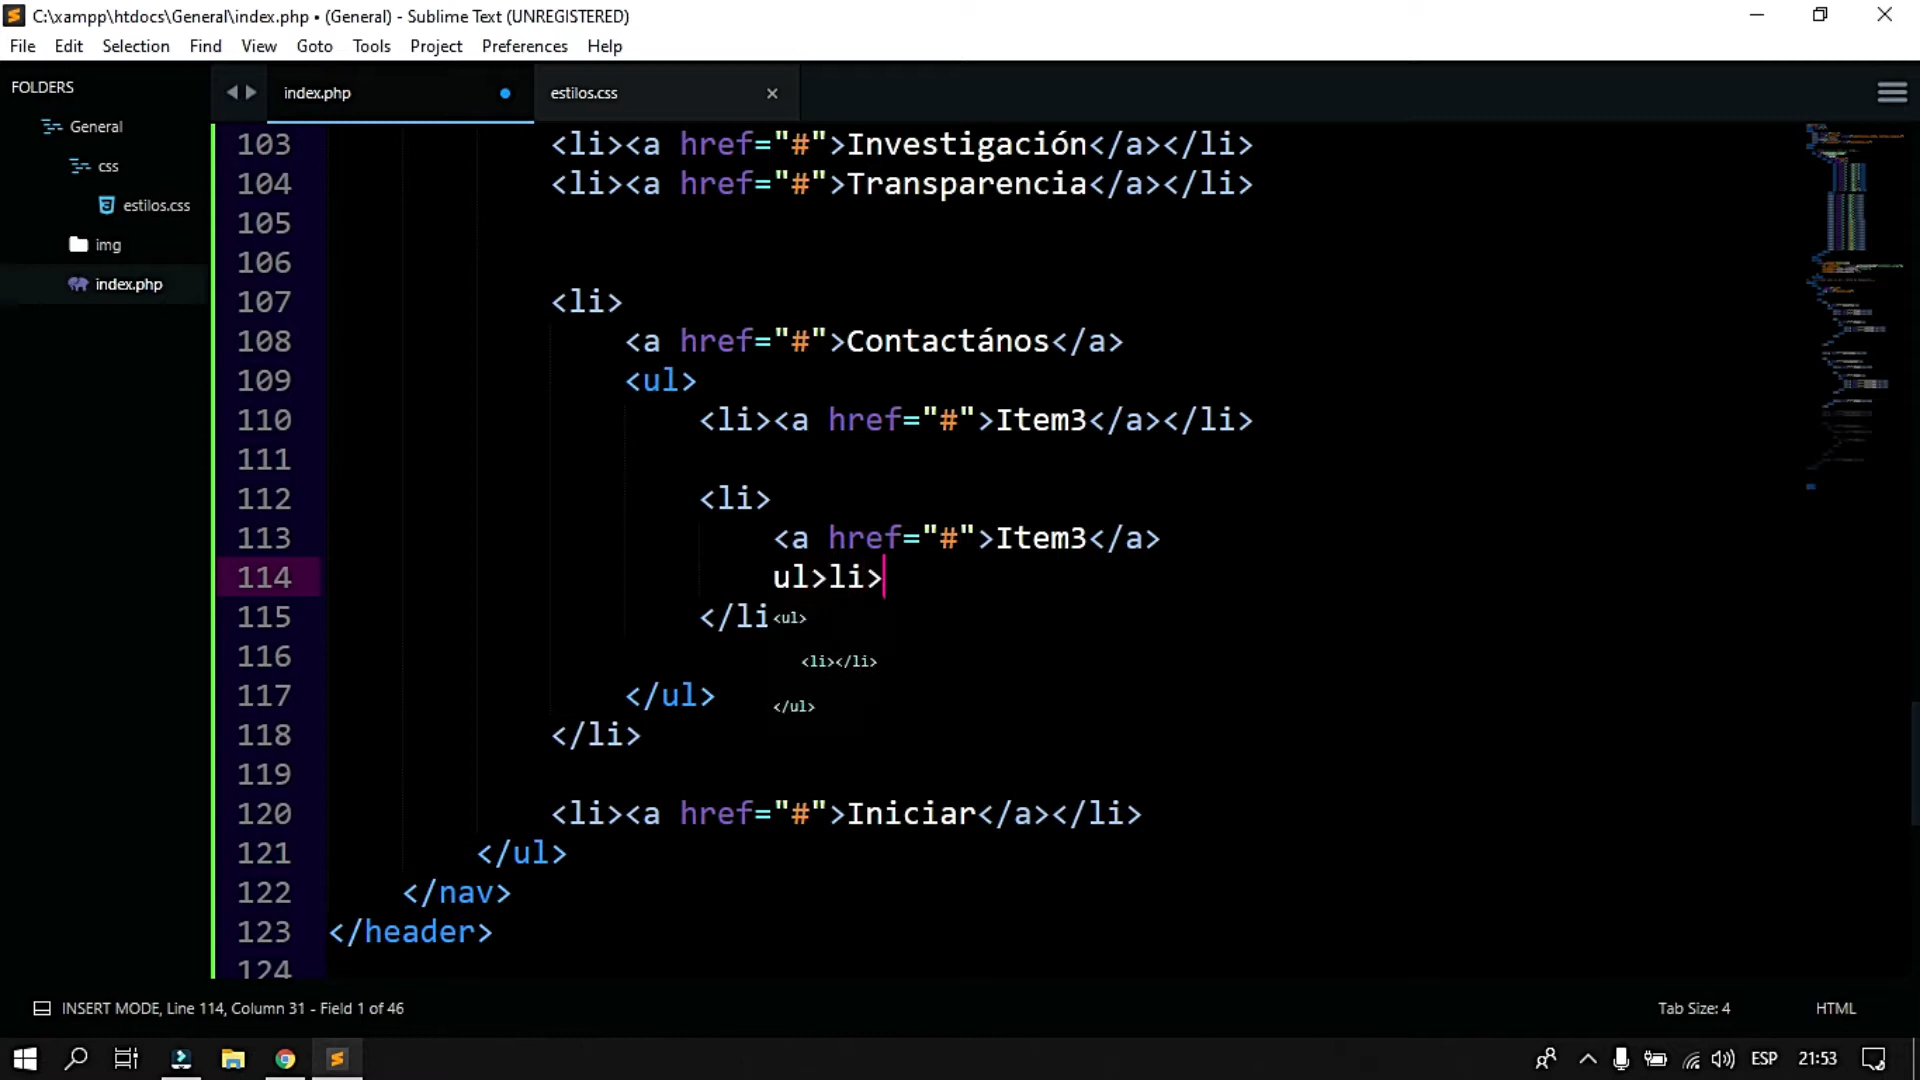 C:\xampp\htdocs\General\index.php • (General) - Sublime Text (UNREGISTERED)
File Edit Selection Find View Goto Tools Project Preferences Help
FOLDERS
General
css
estilos.css
img
index.php
index.php
estilos.css
103 <li><a href="#">Investigación</a></li>
104 <li><a href="#">Transparencia</a></li>
105
106
107 <li>
108 <a href="#">Contactános</a>
109 <ul>
110 <li><a href="#">Item3</a></li>
111
112 <li>
113 <a href="#">Item3</a>
114 ul>li>
115 </li
<ul>
116
<li></li>
117 </ul>
</ul>
118 </li>
119
120 <li><a href="#">Iniciar</a></li>
121 </ul>
122 </nav>
123 </header>
124
INSERT MODE, Line 114, Column 31 - Field 1 of 46
Tab Size: 4
HTML
ESP
21:53